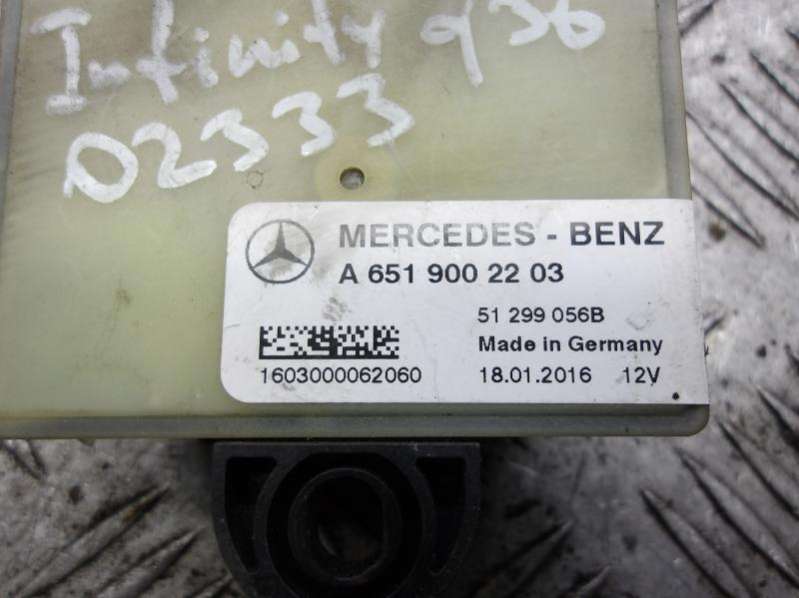 Infinity q36
02333
MERCEDES - BENZ
A 651 900 22 03
51 299 056B
Made in Germany
1603000062060 18.01.2016 12V